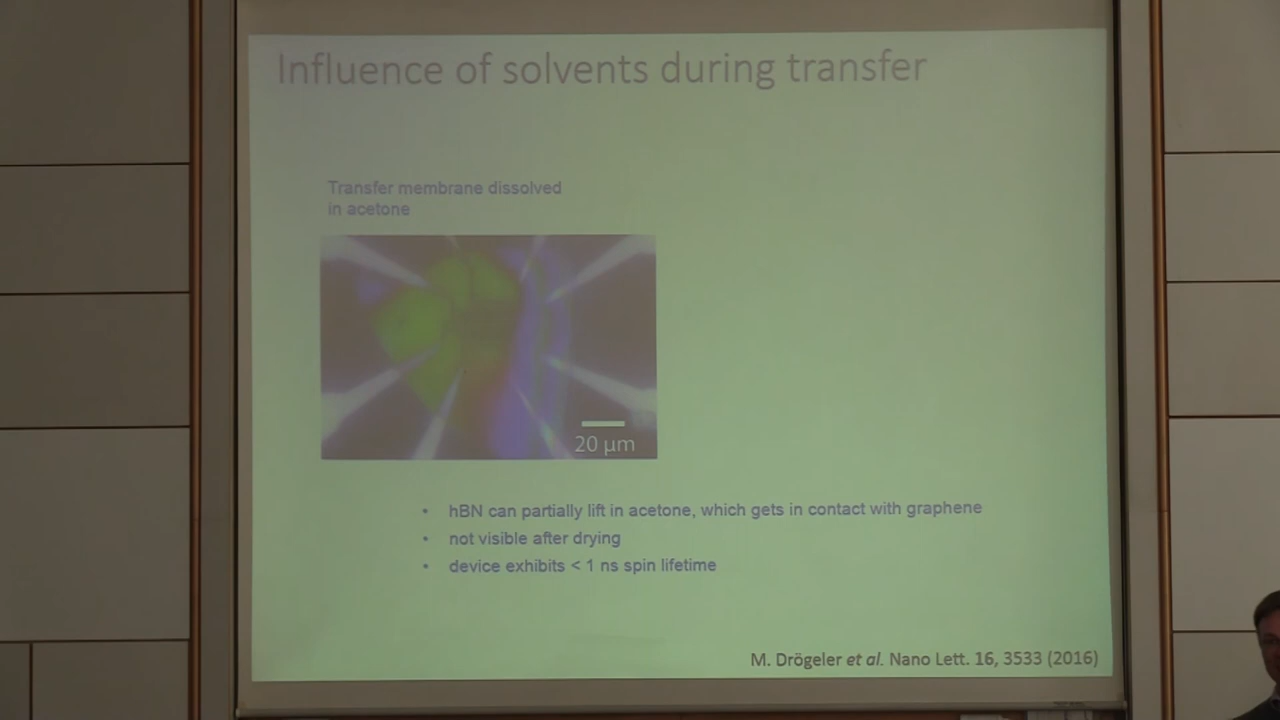 Influence of solvents during transfer
Transfer membrane dissolved
in acetone
20 µm
• hBN can partially lift in acetone, which gets in contact with graphene
• not visible after drying
• device exhibits < 1 ns spin lifetime
M. Drögeler et al. Nano Lett. 16, 3533 (2016)